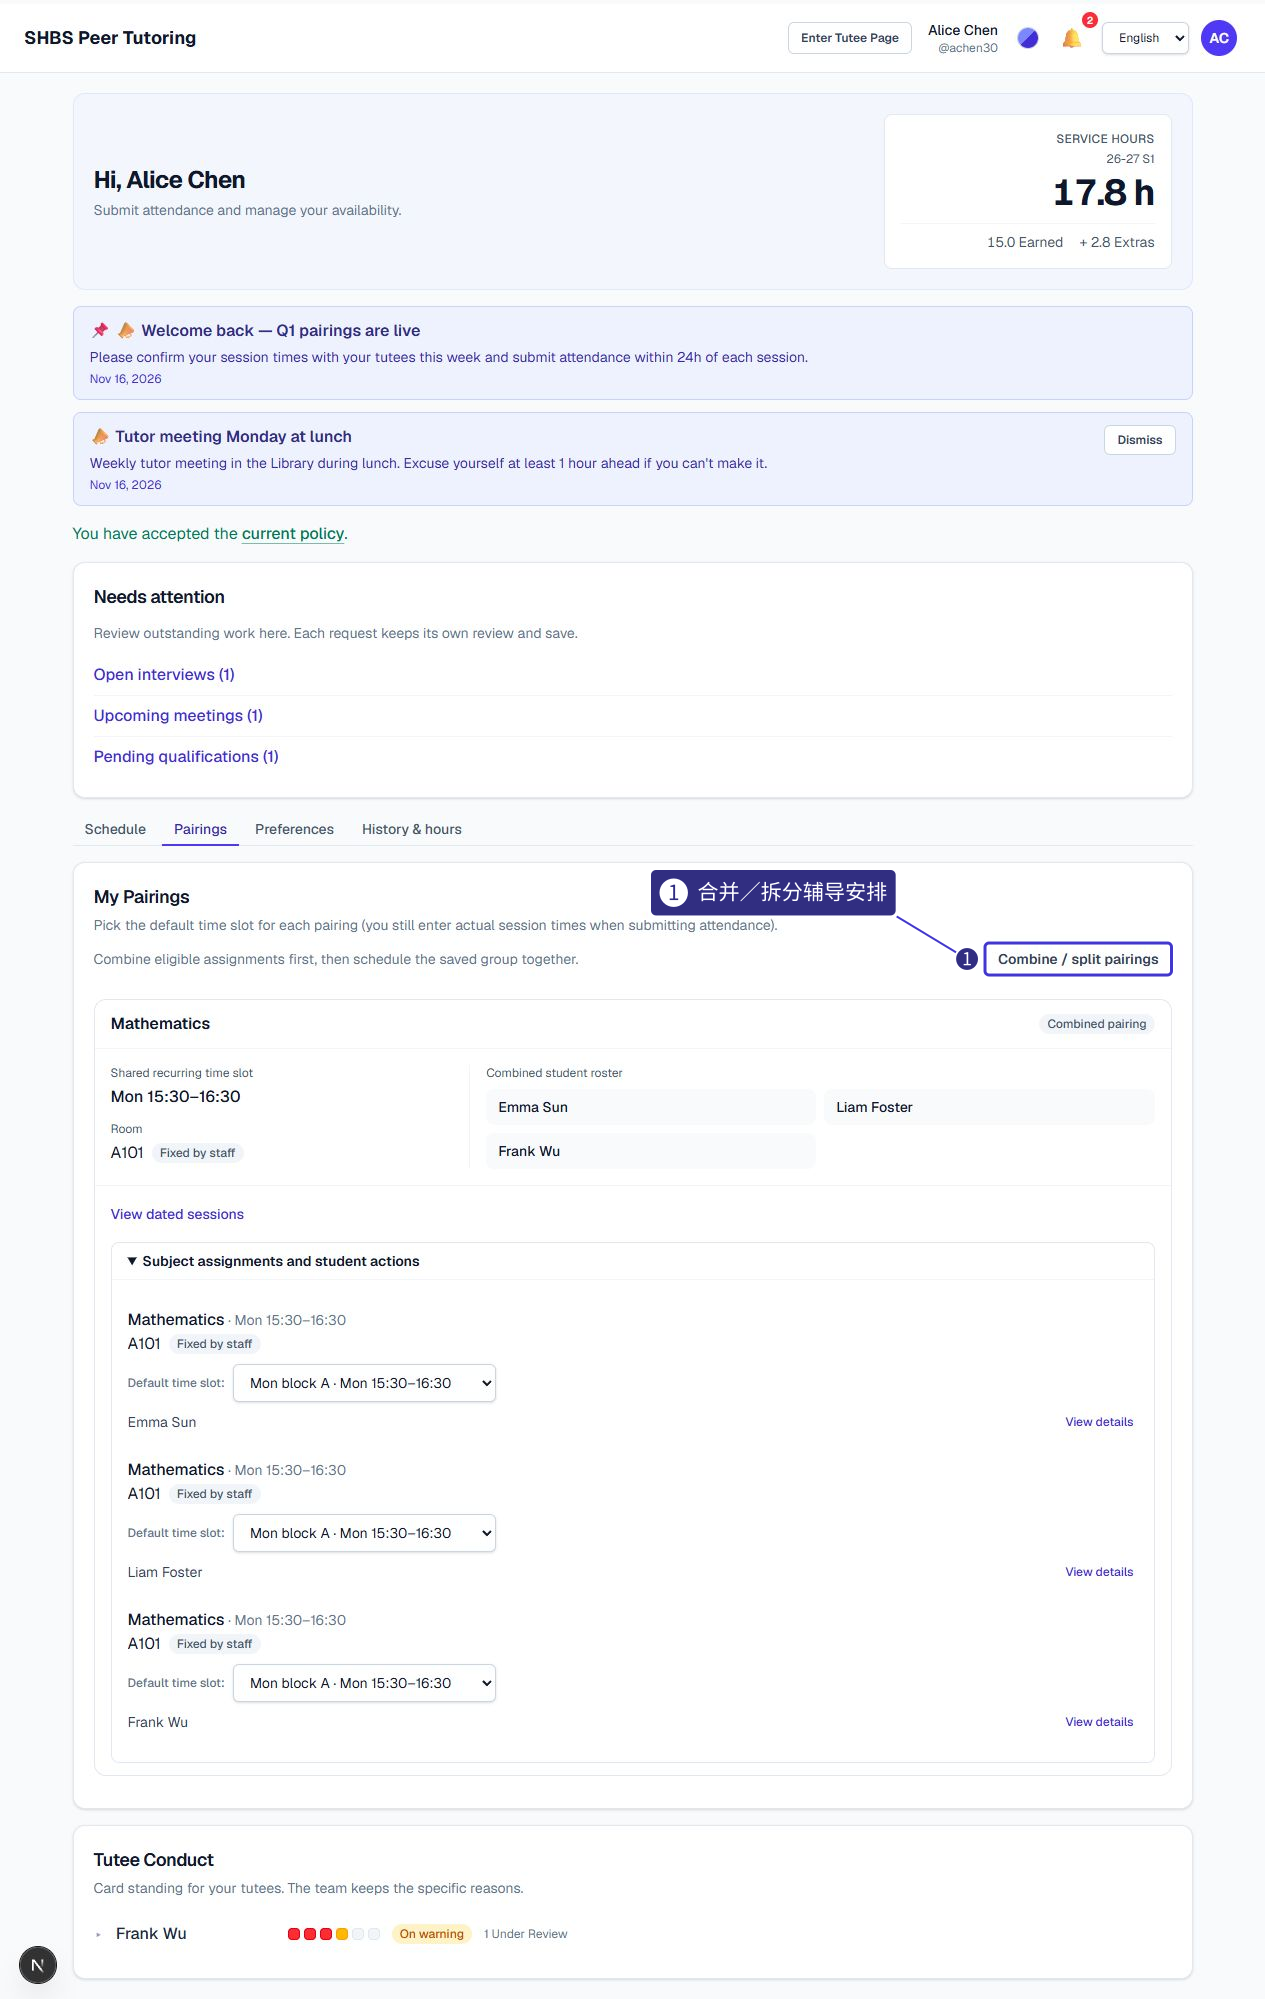 SHBS Peer Tutoring
Enter Tutee Page
Alice Chen
@achen30
2
English
AC
Hi, Alice Chen
Submit attendance and manage your availability.
SERVICE HOURS
26-27 S1
17.8 h
15.0 Earned + 2.8 Extras
Welcome back — Q1 pairings are live
Please confirm your session times with your tutees this week and submit attendance within 24h of each session.
Nov 16, 2026
Tutor meeting Monday at lunch
Dismiss
Weekly tutor meeting in the Library during lunch. Excuse yourself at least 1 hour ahead if you can't make it.
Nov 16, 2026
You have accepted the current policy.
Needs attention
Review outstanding work here. Each request keeps its own review and save.
Open interviews (1)
Upcoming meetings (1)
Pending qualifications (1)
Schedule Pairings Preferences History & hours
My Pairings
1 合并／拆分辅导安排
Pick the default time slot for each pairing (you still enter actual session times when submitting attendance).
Combine eligible assignments first, then schedule the saved group together.
1 Combine / split pairings
Mathematics
Combined pairing
Shared recurring time slot
Mon 15:30–16:30
Room
A101 Fixed by staff
Combined student roster
Emma Sun
Liam Foster
Frank Wu
View dated sessions
▼ Subject assignments and student actions
Mathematics · Mon 15:30–16:30
A101 Fixed by staff
Default time slot: Mon block A · Mon 15:30–16:30
Emma Sun View details
Mathematics · Mon 15:30–16:30
A101 Fixed by staff
Default time slot: Mon block A · Mon 15:30–16:30
Liam Foster View details
Mathematics · Mon 15:30–16:30
A101 Fixed by staff
Default time slot: Mon block A · Mon 15:30–16:30
Frank Wu View details
Tutee Conduct
Card standing for your tutees. The team keeps the specific reasons.
Frank Wu On warning 1 Under Review
N